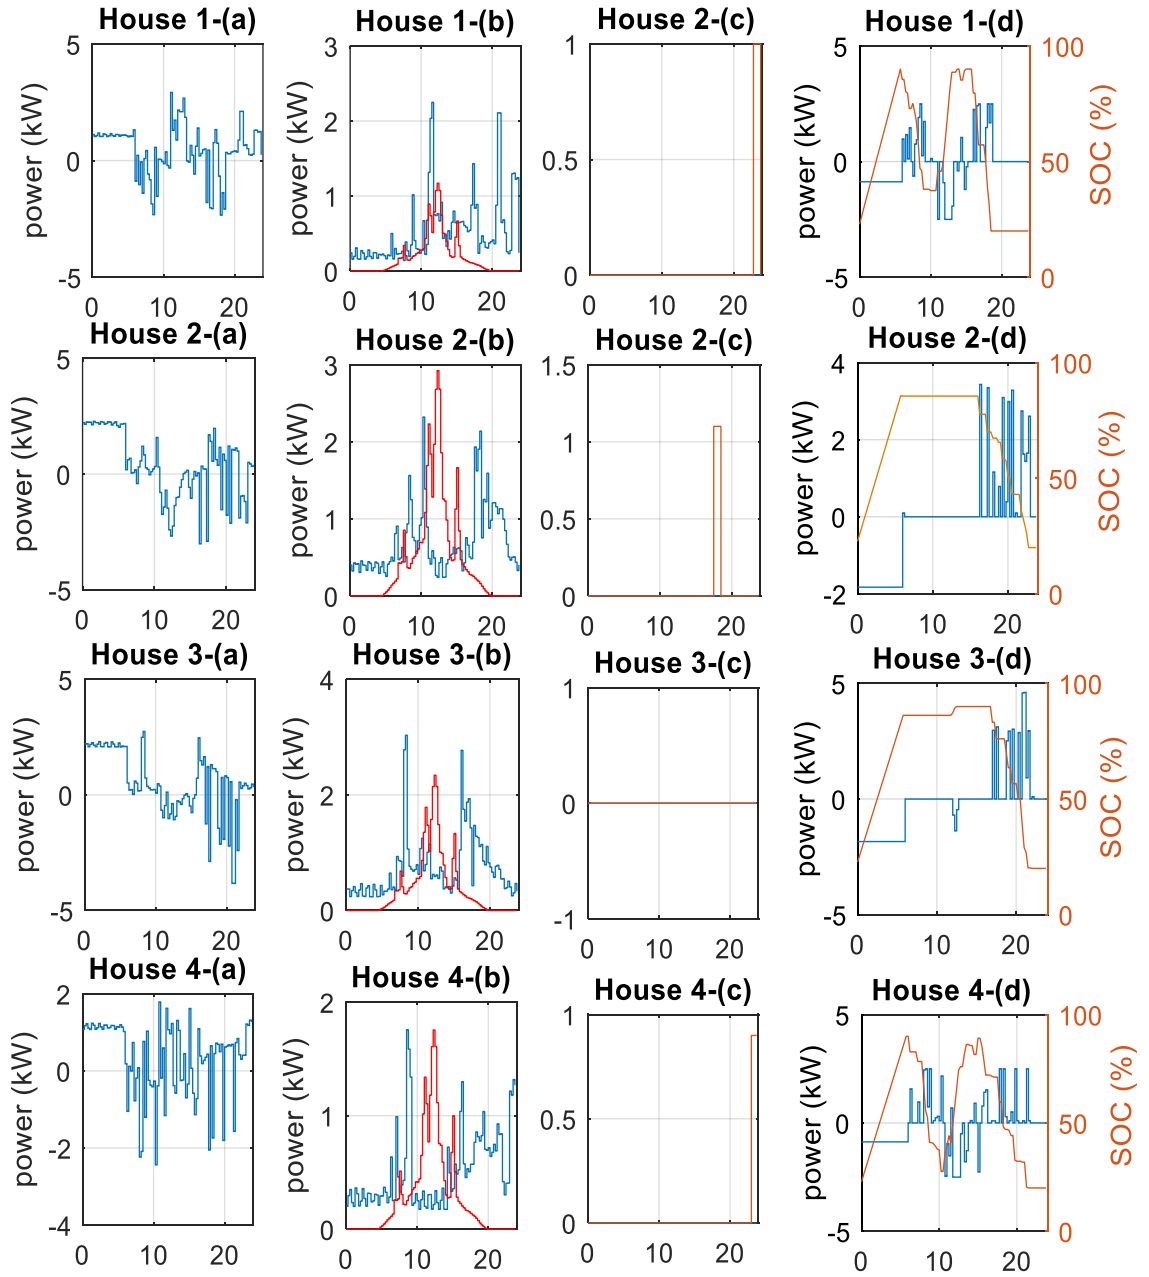 House 1-(a) House 1-(b) House 2-(c) House 1-(d)
5 3 1 5 100
power (kW) power (kW) power (kW) SOC (%)
2
0 0.5 0 50
1
-5 0 0 -5 0
0 10 20 0 10 20 0 10 20 0 10 20
House 2-(a) House 2-(b) House 2-(c) House 2-(d)
5 3 1.5 4 100
power (kW) power (kW) power (kW) SOC (%)
2 1 2
0 50
1 0.5 0
-5 0 0 -2 0
0 10 20 0 10 20 0 10 20 0 10 20
House 3-(a) House 3-(b) House 3-(c) House 3-(d)
5 4 1 5 100
power (kW) power (kW) power (kW) SOC (%)
0 2 0 0 50
-5 0 -1 -5 0
0 10 20 0 10 20 0 10 20 0 10 20
House 4-(a) House 4-(b) House 4-(c) House 4-(d)
2 2 1 5 100
power (kW) power (kW) power (kW) SOC (%)
0 1 0.5 0 50
-2
-4 0 0 -5 0
0 10 20 0 10 20 0 10 20 0 10 20